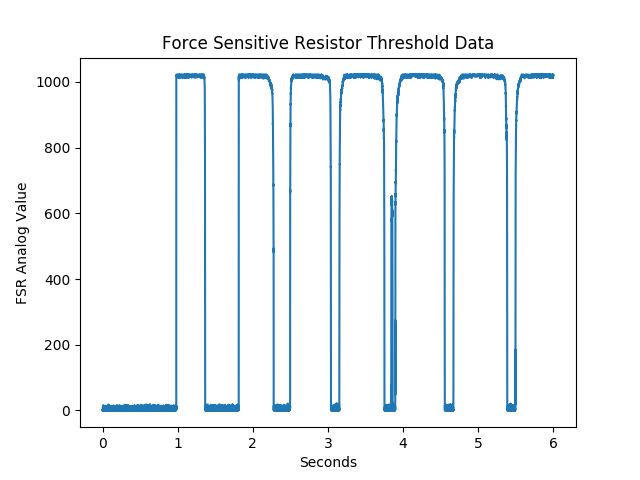 Force Sensitive Resistor Threshold Data
1000
800
600
400
200
0
FSR Analog Value
0 1 2 3 4 5 6
Seconds